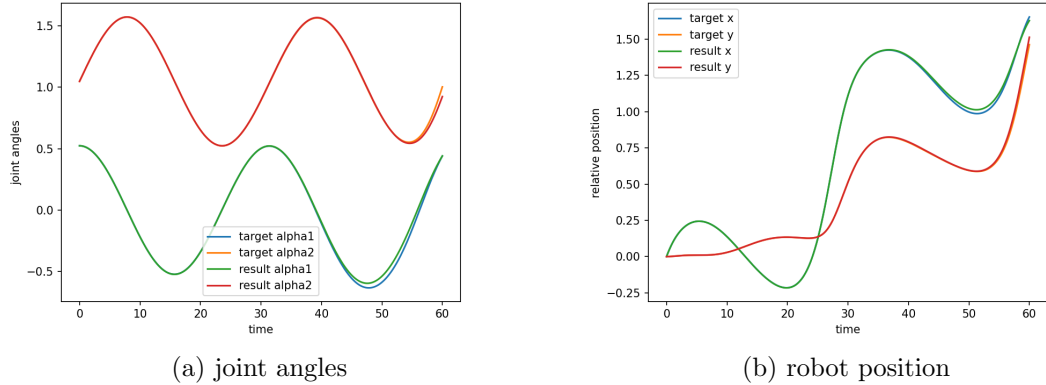 1.5
1.0
0.5
0.0
−0.5
joint angles
target alpha1
target alpha2
result alpha1
result alpha2
0 10 20 30 40 50 60
time
(a) joint angles
target x
target y
result x
result y
1.50
1.25
1.00
0.75
0.50
0.25
0.00
−0.25
relative position
0 10 20 30 40 50 60
time
(b) robot position